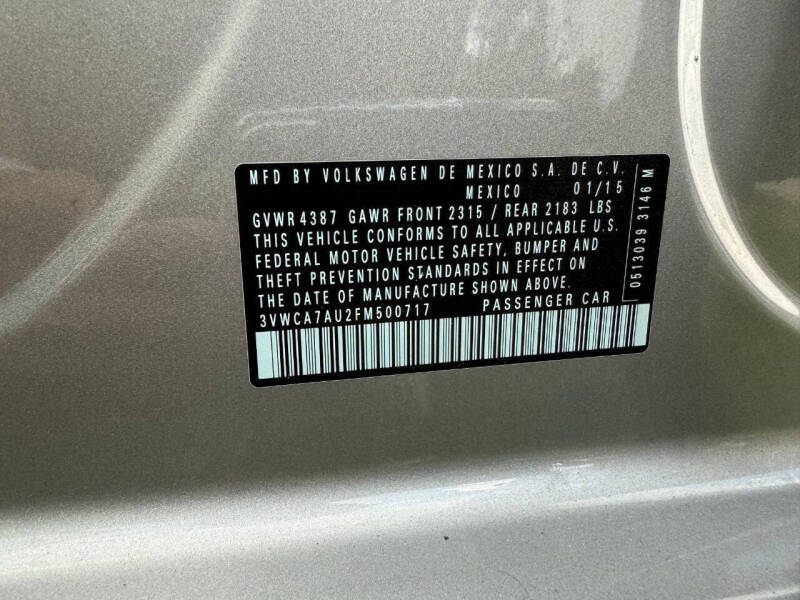 MFD BY VOLKSWAGEN DE MEXICO S.A. DE C.V.
MEXICO 01/15
GVWR 4387 GAWR FRONT 2315 / REAR 2183 LBS
THIS VEHICLE CONFORMS TO ALL APPLICABLE U.S.
FEDERAL MOTOR VEHICLE SAFETY, BUMPER AND
THEFT PREVENTION STANDARDS IN EFFECT ON
THE DATE OF MANUFACTURE SHOWN ABOVE.
3VWCA7AU2FM500717 PASSENGER CAR
0513039 3146 M